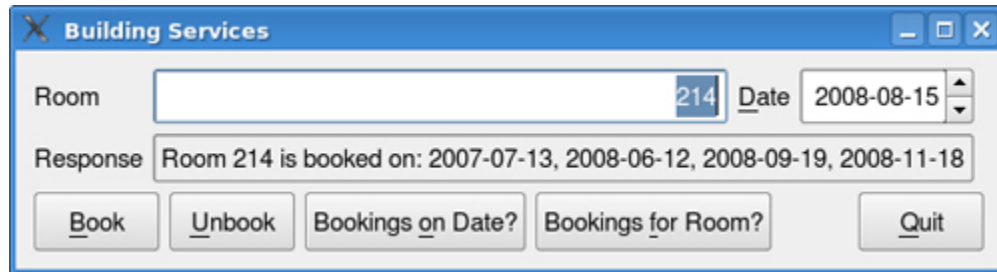 Building Services
Room 214 Date 2008-08-15
Response Room 214 is booked on: 2007-07-13, 2008-06-12, 2008-09-19, 2008-11-18
Book Unbook Bookings on Date? Bookings for Room? Quit